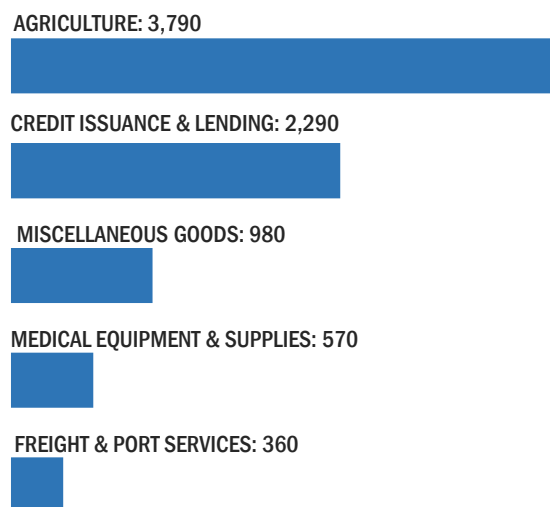 AGRICULTURE: 3,790
CREDIT ISSUANCE & LENDING: 2,290
MISCELLANEOUS GOODS: 980
MEDICAL EQUIPMENT & SUPPLIES: 570
FREIGHT & PORT SERVICES: 360